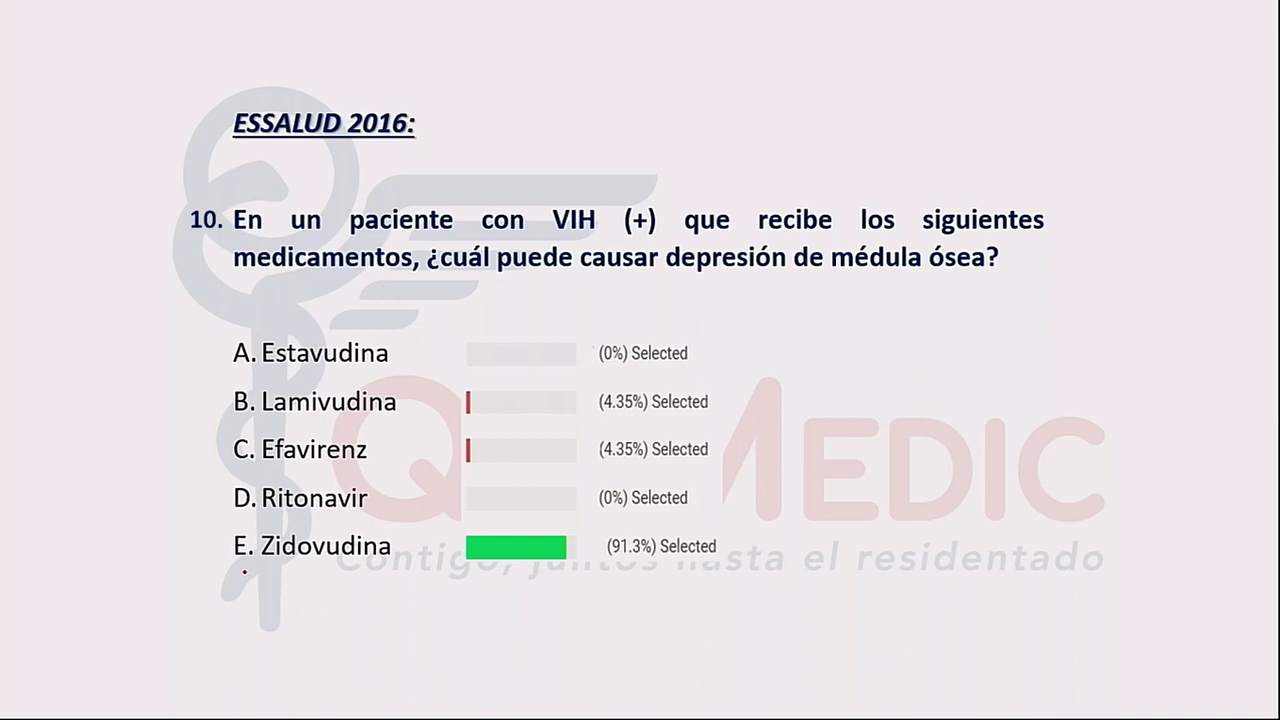 ESSALUD 2016:
10. En un paciente con VIH (+) que recibe los siguientes
medicamentos, ¿cuál puede causar depresión de médula ósea?
A. Estavudina (0%) Selected
B. Lamivudina (4.35%) Selected
C. Efavirenz (4.35%) Selected
D. Ritonavir (0%) Selected
E. Zidovudina (91.3%) Selected
Q MEDIC
Contigo, juntos hasta el residentado